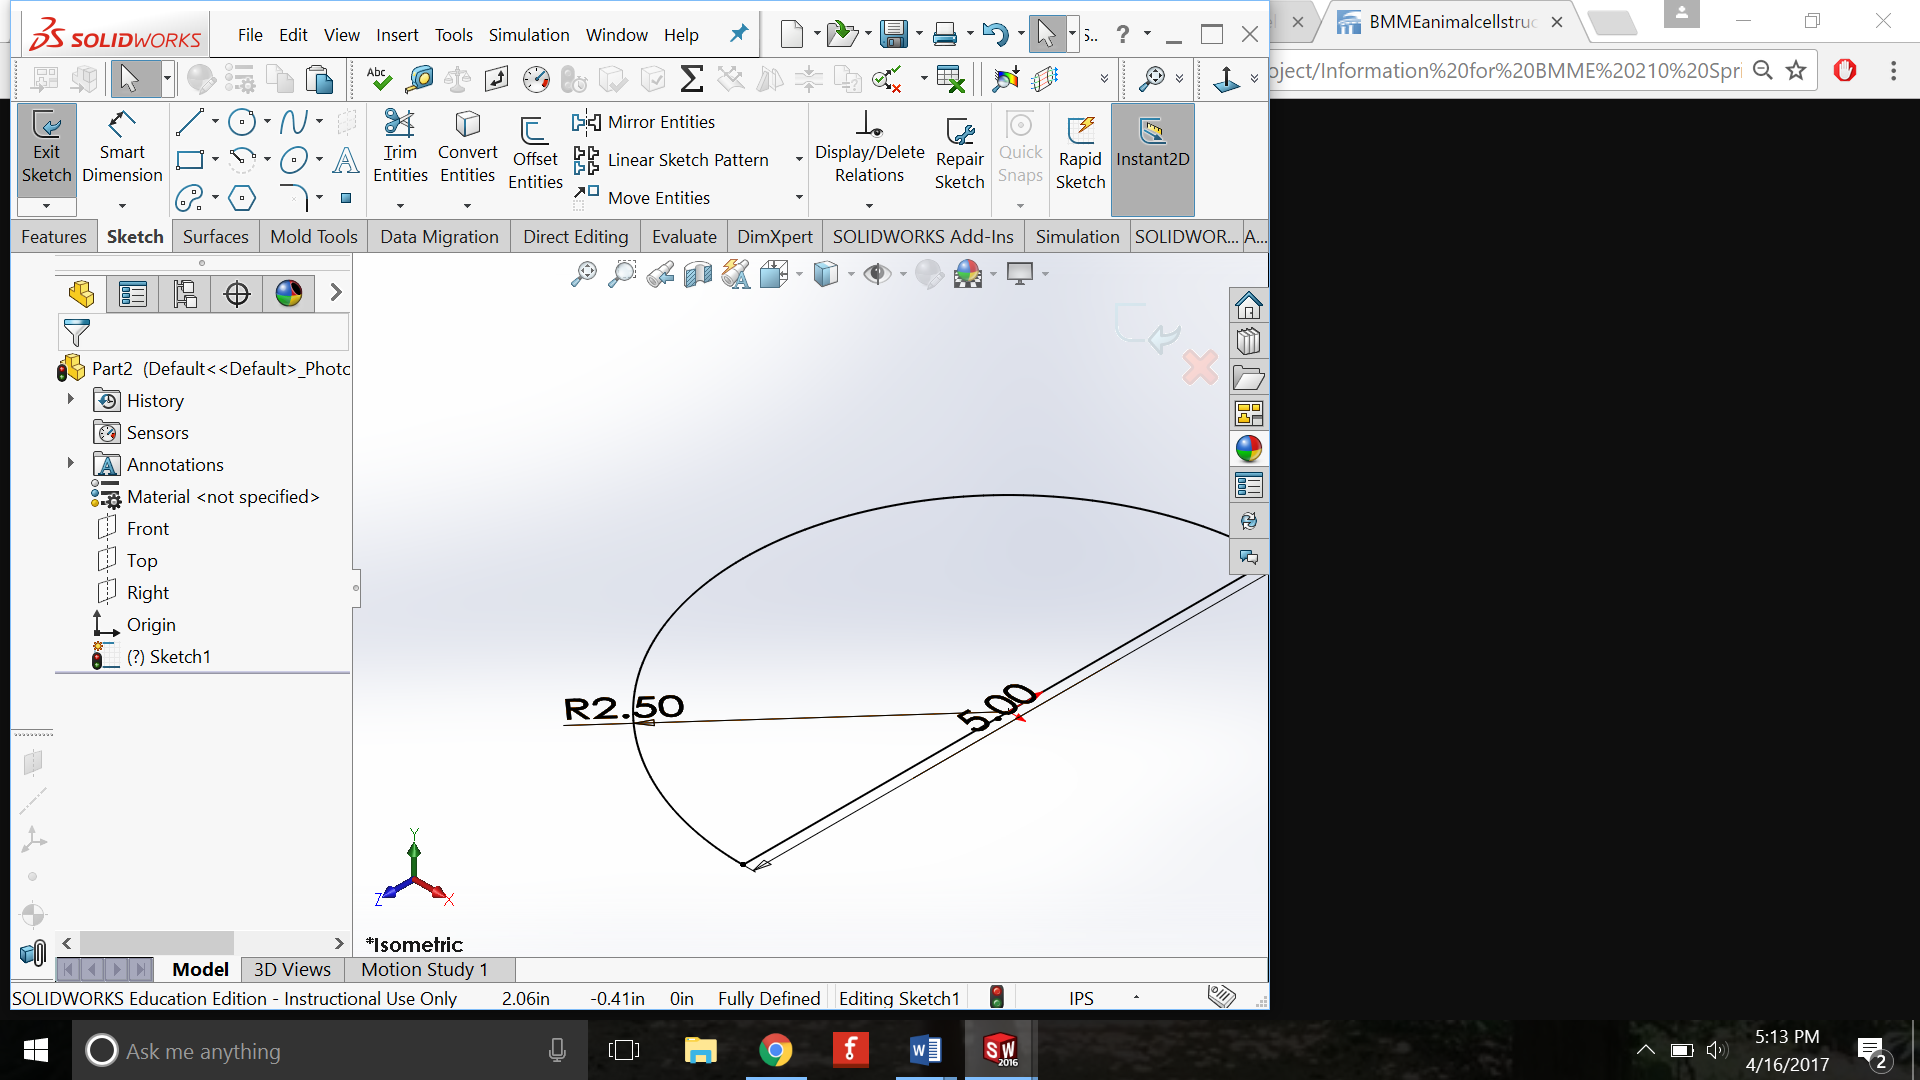 SOLIDWORKS
File Edit View Insert Tools Simulation Window Help
S..
?
BMMEanimalcellstruc
oject/Information%20for%20BMME%20210%20Spri
Exit Sketch
Smart Dimension
Trim Entities
Convert Entities
Offset Entities
Mirror Entities
Linear Sketch Pattern
Move Entities
Display/Delete Relations
Repair Sketch
Quick Snaps
Rapid Sketch
Instant2D
Features Sketch Surfaces Mold Tools Data Migration Direct Editing Evaluate DimXpert SOLIDWORKS Add-Ins Simulation SOLIDWOR... A...
Part2 (Default<<Default>_Photo
History
Sensors
Annotations
Material <not specified>
Front
Top
Right
Origin
(?) Sketch1
R2.50
5.00
Y
Z
X
*Isometric
Model 3D Views Motion Study 1
SOLIDWORKS Education Edition - Instructional Use Only 2.06in -0.41in 0in Fully Defined Editing Sketch1 IPS
Ask me anything
SW 2016
5:13 PM
4/16/2017
2